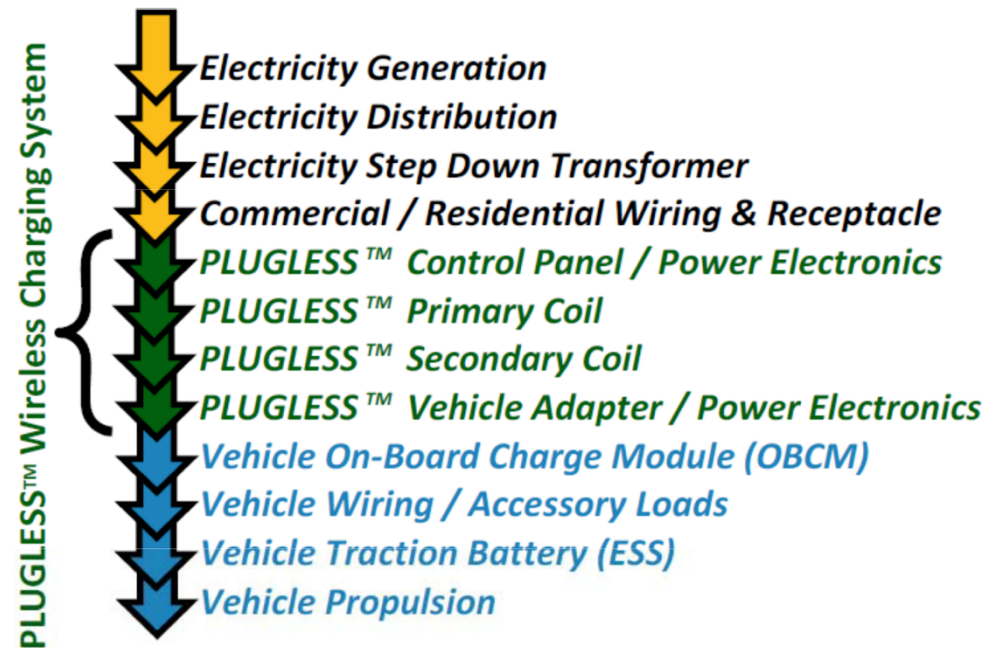 PLUGLESS™ Wireless Charging System
Electricity Generation
Electricity Distribution
Electricity Step Down Transformer
Commercial / Residential Wiring & Receptacle
PLUGLESS™ Control Panel / Power Electronics
PLUGLESS™ Primary Coil
PLUGLESS™ Secondary Coil
PLUGLESS™ Vehicle Adapter / Power Electronics
Vehicle On-Board Charge Module (OBCM)
Vehicle Wiring / Accessory Loads
Vehicle Traction Battery (ESS)
Vehicle Propulsion